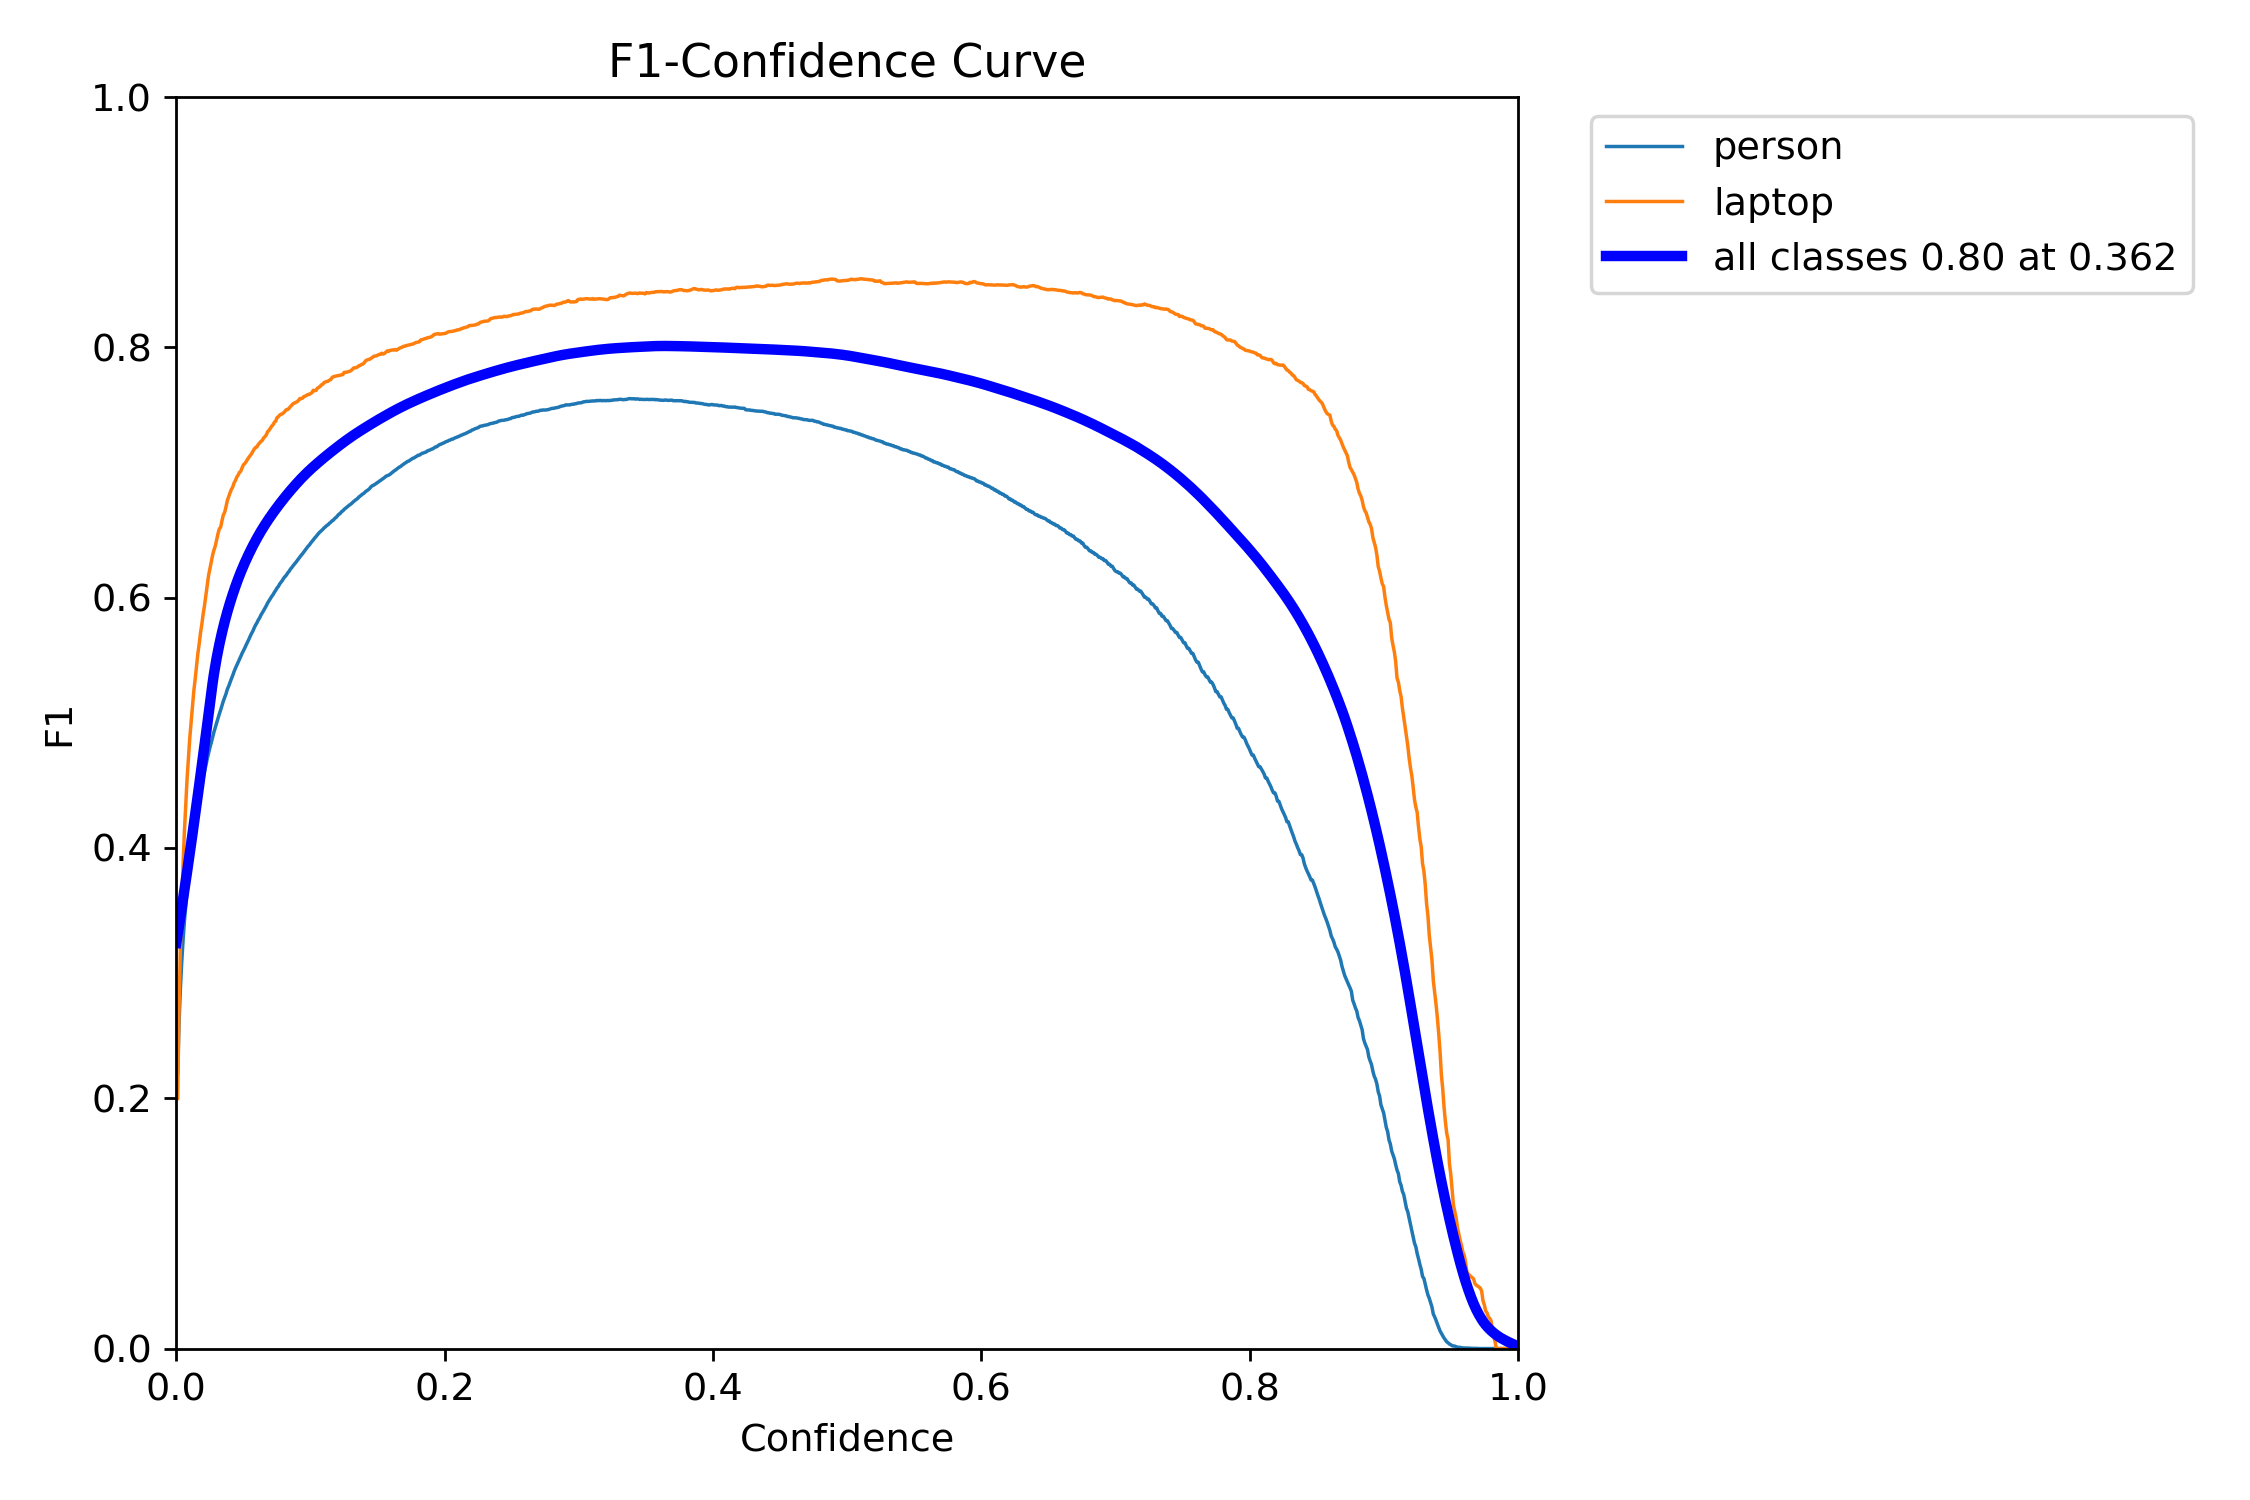 F1-Confidence Curve
1.0
0.8
0.6
0.4
0.2
0.0
F1
0.0 0.2 0.4 0.6 0.8 1.0
Confidence
person
laptop
all classes 0.80 at 0.362